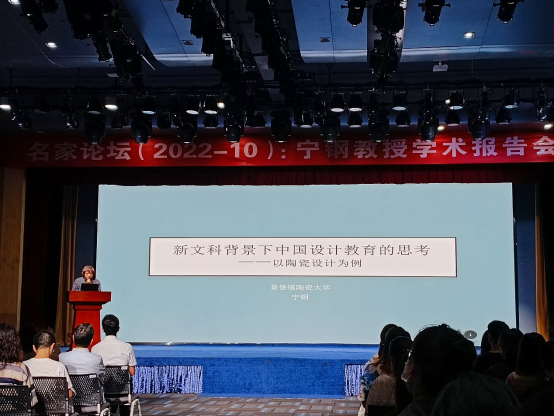 名家论坛(2022-10):宁钢教授学术报告会
新文科背景下中国设计教育的思考
———以陶瓷设计为例
景德镇陶瓷大学
宁钢